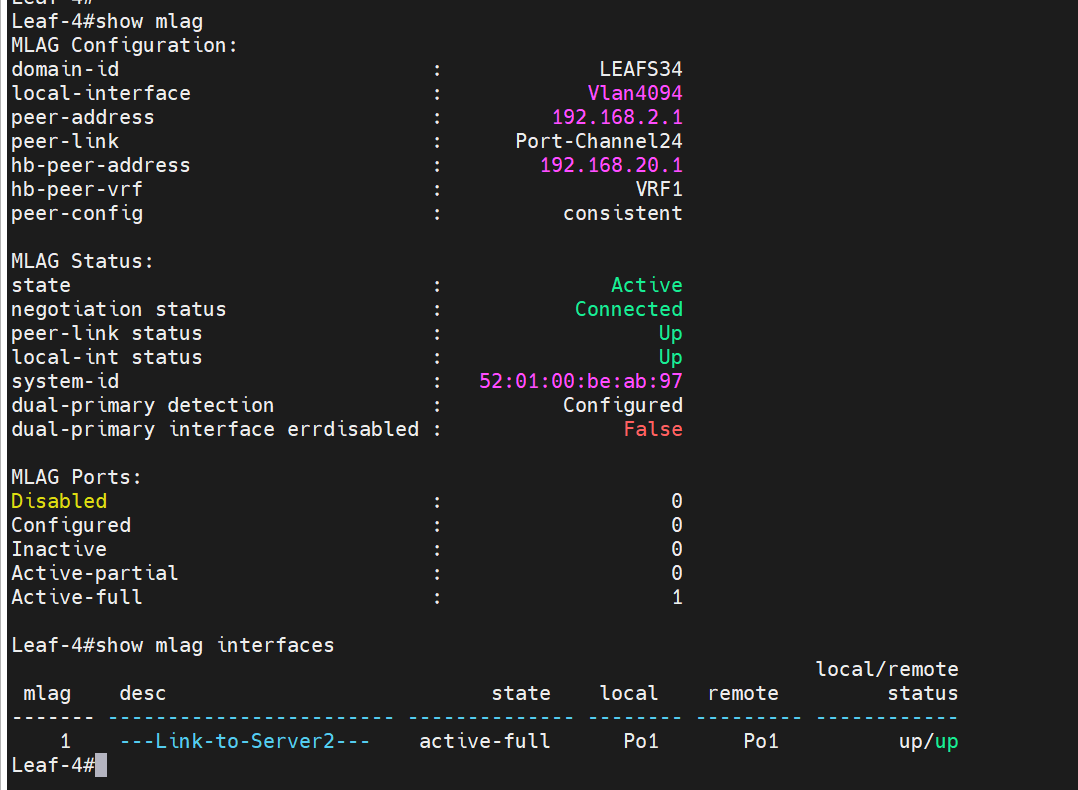 Leaf-4#
Leaf-4#show mlag
MLAG Configuration:
domain-id                          :             LEAFS34
local-interface                    :            Vlan4094
peer-address                       :         192.168.2.1
peer-link                          :      Port-Channel24
hb-peer-address                    :        192.168.20.1
hb-peer-vrf                        :                VRF1
peer-config                        :          consistent

MLAG Status:
state                              :              Active
negotiation status                 :           Connected
peer-link status                   :                  Up
local-int status                   :                  Up
system-id                          :   52:01:00:be:ab:97
dual-primary detection             :          Configured
dual-primary interface errdisabled :               False

MLAG Ports:
Disabled                           :                   0
Configured                         :                   0
Inactive                           :                   0
Active-partial                     :                   0
Active-full                        :                   1

Leaf-4#show mlag interfaces
                                                                   local/remote
 mlag    desc                           state    local    remote         status
------- ------------------------ -------------- -------- --------- ------------
    1    ---Link-to-Server2---    active-full      Po1       Po1          up/up
Leaf-4#